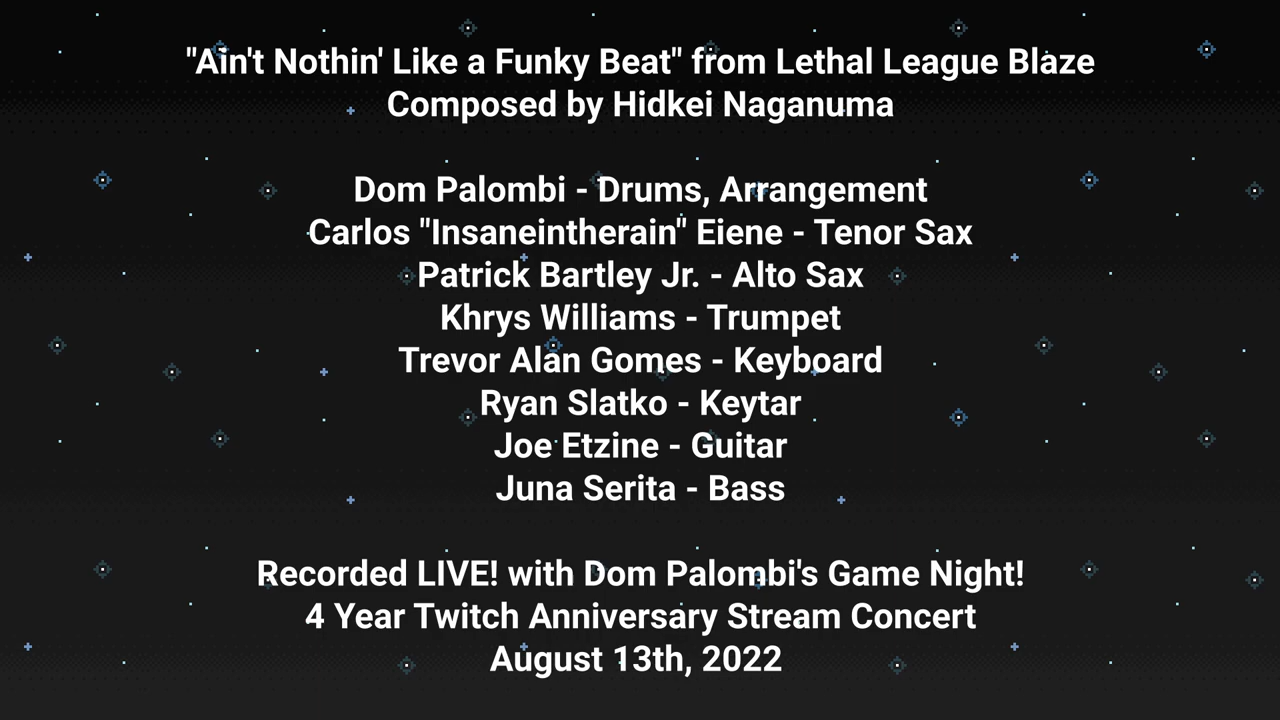 "Ain't Nothin' Like a Funky Beat" from Lethal League Blaze
Composed by Hidkei Naganuma
Dom Palombi - Drums, Arrangement
Carlos "Insaneintherain" Eiene - Tenor Sax
Patrick Bartley Jr. - Alto Sax
Khrys Williams - Trumpet
Trevor Alan Gomes - Keyboard
Ryan Slatko - Keytar
Joe Etzine - Guitar
Juna Serita - Bass
Recorded LIVE! with Dom Palombi's Game Night!
4 Year Twitch Anniversary Stream Concert
August 13th, 2022